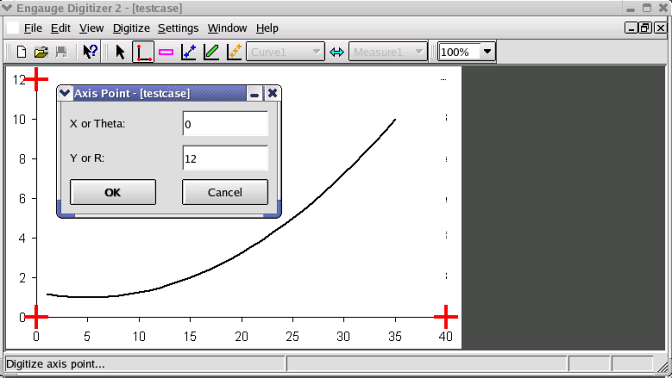 Engauge Digitizer 2 - [testcase]
File Edit View Digitize Settings Window Help
Curve1 Measure1 100%
12
Axis Point - [testcase]
X or Theta: 0
Y or R: 12
OK Cancel
10
8
6
4
2
0
0 5 10 15 20 25 30 35 40
Digitize axis point...